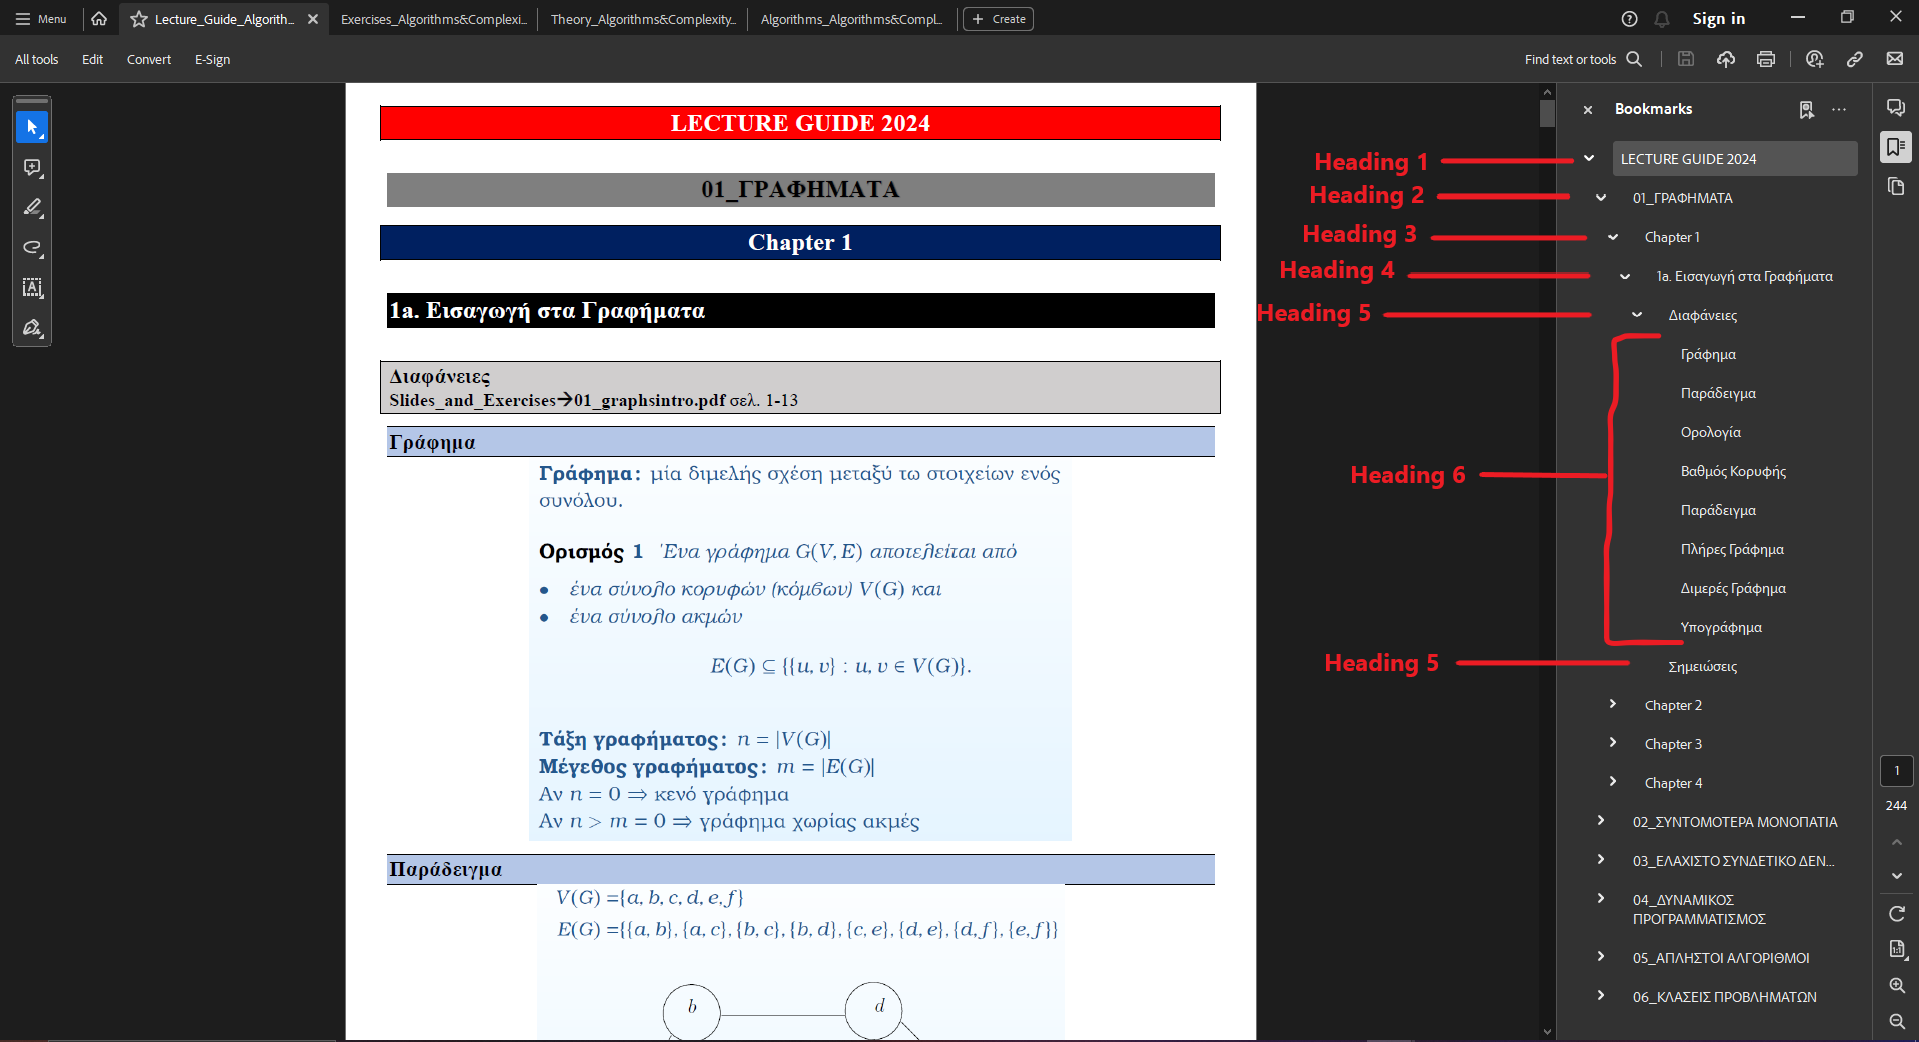 Menu
Lecture_Guide_Algorith...
Exercises_Algorithms&Complexi...
Theory_Algorithms&Complexity...
Algorithms_Algorithms&Compl...
Create
Sign in
All tools
Edit
Convert
E-Sign
Find text or tools
LECTURE GUIDE 2024
01_ΓΡΑΦΗΜΑΤΑ
Chapter 1
1a. Εισαγωγή στα Γραφήματα
Διαφάνειες
Slides_and_Exercises→01_graphsintro.pdf σελ. 1-13
Γράφημα
Γράφημα: μία διμελής σχέση μεταξύ τω στοιχείων ενός
συνόλου.
Ορισμός 1 Ένα γράφημα G(V, E) αποτελείται από
• ένα σύνολο κορυφών (κόμβων) V(G) και
• ένα σύνολο ακμών
E(G) ⊆ {{u, v} : u, v ∈ V(G)}.
Τάξη γραφήματος: n = |V(G)|
Μέγεθος γραφήματος: m = |E(G)|
Αν n = 0 ⇒ κενό γράφημα
Αν n > m = 0 ⇒ γράφημα χωρίας ακμές
Παράδειγμα
V(G) ={a, b, c, d, e, f}
E(G) ={{a, b}, {a, c}, {b, c}, {b, d}, {c, e}, {d, e}, {d, f}, {e, f}}
b
d
Heading 1
Heading 2
Heading 3
Heading 4
Heading 5
Heading 6
Heading 5
Bookmarks
LECTURE GUIDE 2024
01_ΓΡΑΦΗΜΑΤΑ
Chapter 1
1a. Εισαγωγή στα Γραφήματα
Διαφάνειες
Γράφημα
Παράδειγμα
Ορολογία
Βαθμός Κορυφής
Παράδειγμα
Πλήρες Γράφημα
Διμερές Γράφημα
Υπογράφημα
Σημειώσεις
Chapter 2
Chapter 3
Chapter 4
02_ΣΥΝΤΟΜΟΤΕΡΑ ΜΟΝΟΠΑΤΙΑ
03_ΕΛΑΧΙΣΤΟ ΣΥΝΔΕΤΙΚΟ ΔΕΝ...
04_ΔΥΝΑΜΙΚΟΣ
ΠΡΟΓΡΑΜΜΑΤΙΣΜΟΣ
05_ΑΠΛΗΣΤΟΙ ΑΛΓΟΡΙΘΜΟΙ
06_ΚΛΑΣΕΙΣ ΠΡΟΒΛΗΜΑΤΩΝ
1
244
1:1